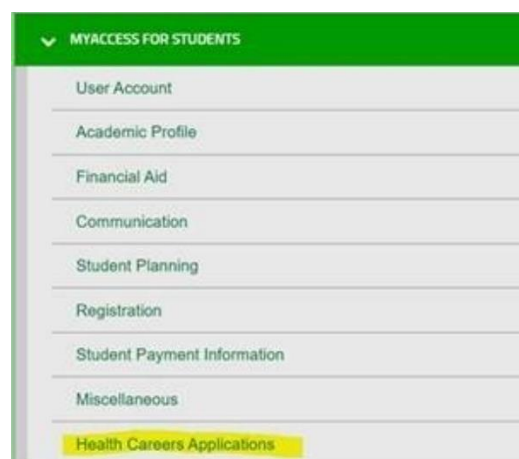 MYACCESS FOR STUDENTS
User Account
Academic Profile
Financial Aid
Communication
Student Planning
Registration
Student Payment Information
Miscellaneous
Health Careers Applications